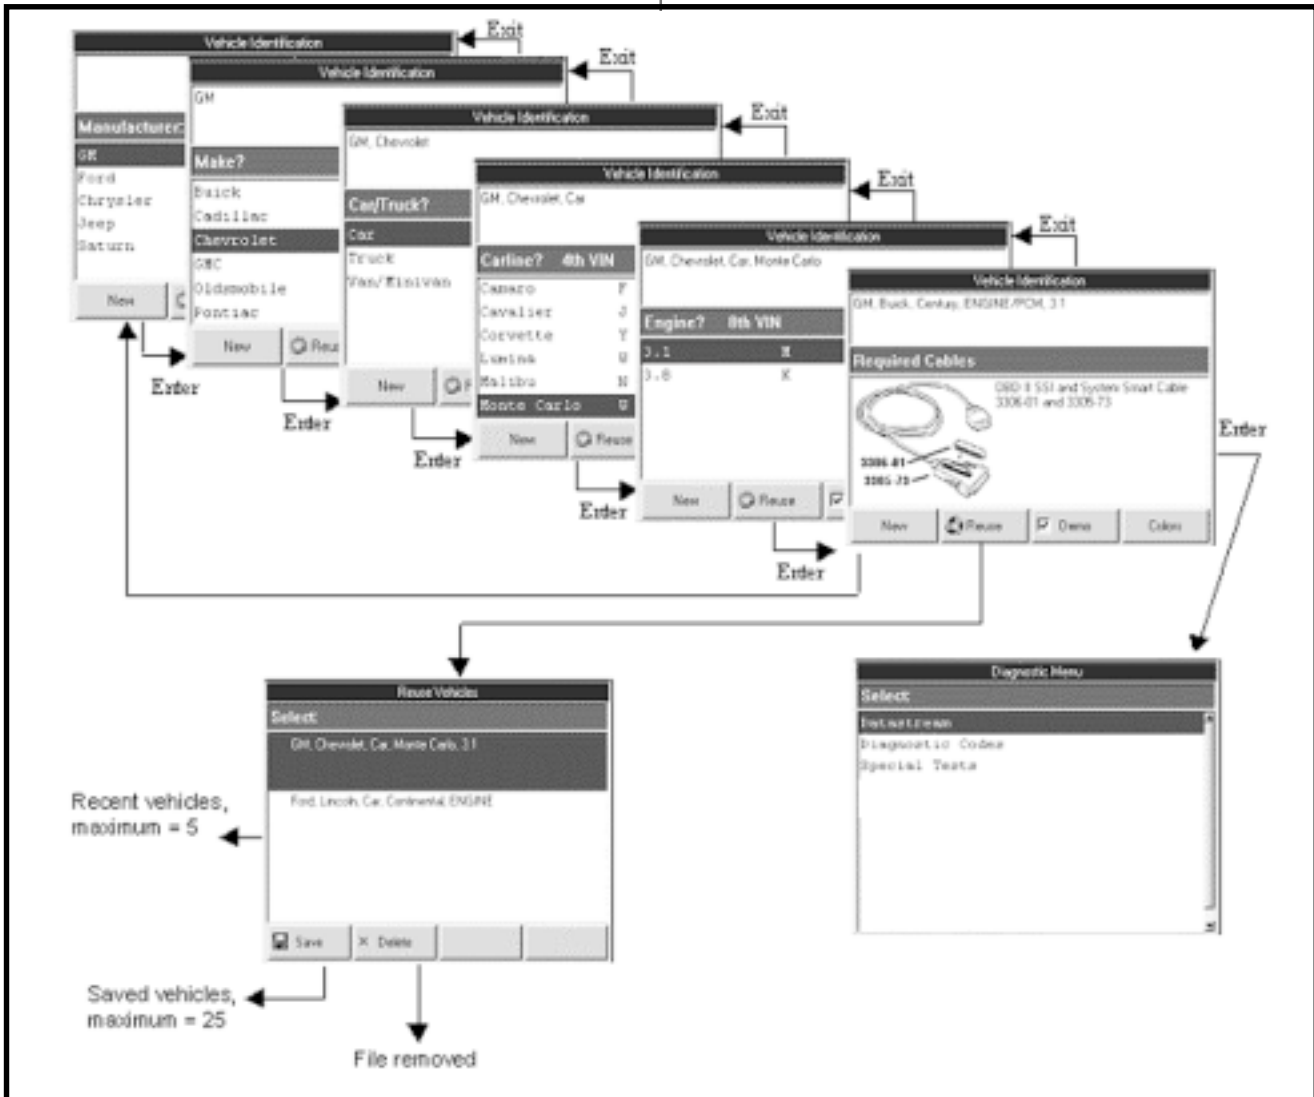 Exit
Vehicle Identification
Manufacturer:
GM
Ford
Chrysler
Jeep
Saturn
New
Enter
Exit
Vehicle Identification
GM
Make?
Buick
Cadillac
Chevrolet
GMC
Oldsmobile
Pontiac
New
Reus
Enter
Exit
Vehicle Identification
GM, Chevrolet
Car/Truck?
Car
Truck
Van/Minivan
New
Enter
Exit
Vehicle Identification
GM, Chevrolet, Car
Carline? 4th VIN
Camaro F
Cavalier J
Corvette Y
Lumina W
Malibu N
Monte Carlo W
New Reuse
Enter
Exit
Vehicle Identification
GM, Chevrolet, Car, Monte Carlo
Engine? 8th VIN
3.1 M
3.8 K
New Reuse
Enter
Vehicle Identification
GM, Buick, Century, ENGINE/PCM, 3.1
Required Cables
OBD II SSI and System Smart Cable
3306-01 and 3305-73
3306-01
3305-73
New Reuse Demo Colors
Enter
Reuse Vehicles
Select:
GM, Chevrolet, Car, Monte Carlo, 3.1
Ford, Lincoln, Car, Continental, ENGINE
Save Delete
Recent vehicles,
maximum = 5
Saved vehicles,
maximum = 25
File removed
Diagnostic Menu
Select:
Datastream
Diagnostic Codes
Special Tests